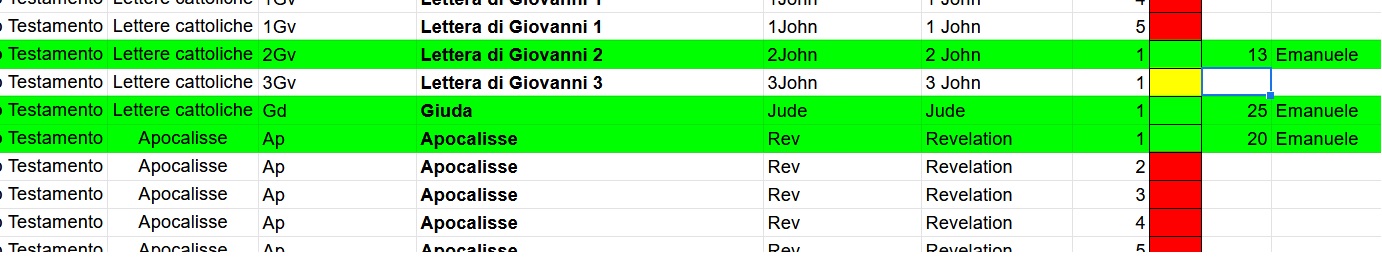 Testamento Lettere cattoliche 1Gv Lettera di Giovanni 1 1John 1 John 4
Testamento Lettere cattoliche 1Gv Lettera di Giovanni 1 1John 1 John 5
Testamento Lettere cattoliche 2Gv Lettera di Giovanni 2 2John 2 John 1 13 Emanuele
Testamento Lettere cattoliche 3Gv Lettera di Giovanni 3 3John 3 John 1
Testamento Lettere cattoliche Gd Giuda Jude Jude 1 25 Emanuele
Testamento Apocalisse Ap Apocalisse Rev Revelation 1 20 Emanuele
Testamento Apocalisse Ap Apocalisse Rev Revelation 2
Testamento Apocalisse Ap Apocalisse Rev Revelation 3
Testamento Apocalisse Ap Apocalisse Rev Revelation 4
Testamento Apocalisse Ap Apocalisse Rev Revelation 5